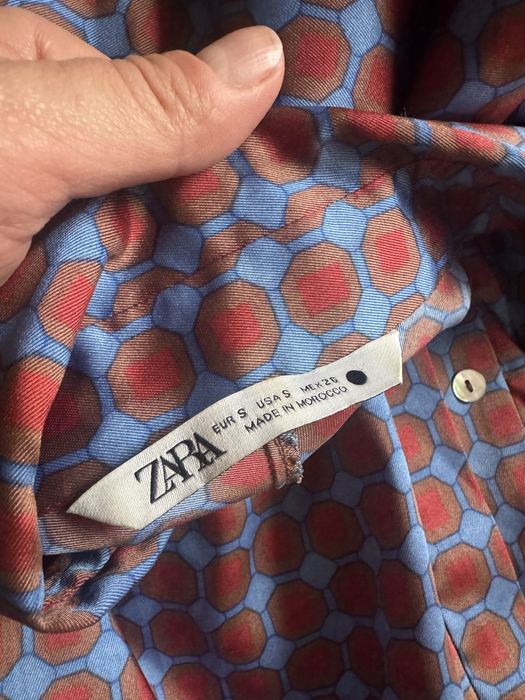 ZARA
EUR S USA S MEX 26
MADE IN MOROCCO